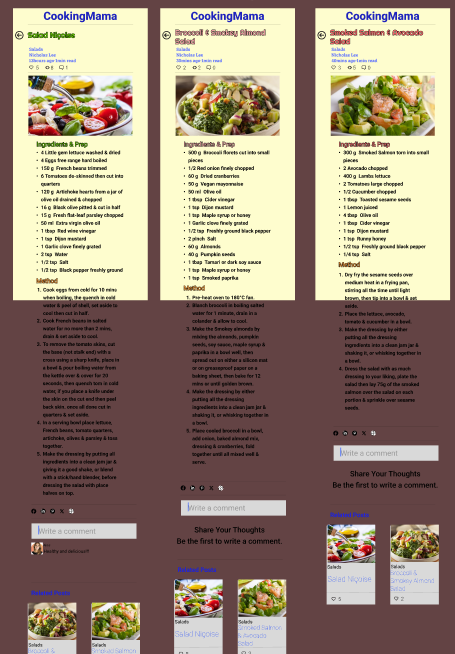 CookingMama
Salad Niçoise
Salads
Nicholas Lee
12hours ago·1min read
5 8 1
Ingredients & Prep
• 4 Little gem lettuce washed & dried
• 4 Eggs free range hard boiled
• 150 g French beans trimmed
• 6 Tomatoes de-skinned then cut into
quarters
• 120 g Artichoke hearts from a jar of
olive oil drained & chopped
• 16 g Black olive pitted & cut in half
• 15 g Fresh flat-leaf parsley chopped
• 50 ml Extra virgin olive oil
• 1 tbsp Red wine vinegar
• 1 tsp Dijon mustard
• 1 Garlic clove finely grated
• 2 tsp Water
• 1/2 tsp Salt
• 1/2 tsp Black pepper freshly ground
Method
1. Cook eggs from cold for 10 mins
when boiling, the quench in cold
water & peel of shell, set aside to
cool then cut in half.
2. Cook French beans in salted
water for no more than 2 mins,
drain & set aside to cool
3. To remove the tomato skins, cut
the base (not stalk end) with a
cross using a sharp knife, place in
a bowl & pour boiling water from
the kettle over & cover for 20
seconds, then quench tom in cold
water, if you place a knife under
the skin on the cut end then peel
back skin, once all done cut in
quarters & set aside.
4. In a serving bowl place lettuce,
French beans, tomato quarters,
artichoke, olives & parsley & toss
together.
5. Make the dressing by putting all
ingredients into a clean jam jar &
giving it a good shake, or blend
with a stick/hand blender, before
dressing the salad with place
halves on top.
Write a comment
Healthy and delicious!!!
Related Posts
Salads
Broccoli &
Salads
Smoked Salmon
CookingMama
Broccoli & Smokey Almond
Salad
Salads
Nicholas Lee
10mins ago·1min read
2 2 0
Ingredients & Prep
• 500 g Broccoli florets cut into small
pieces
• 1/2 Red onion finely chopped
• 60 g Dried cranberries
• 50 g Vegan mayonnaise
• 50 ml Olive oil
• 1 tbsp Cider vinegar
• 1 tsp Dijon mustard
• 1 tsp Maple syrup or honey
• 1 Garlic clove finely grated
• 1/2 tsp Freshly ground black pepper
• 2 pinch Salt
• 60 g Almonds
• 40 g Pumpkin seeds
• 1 tbsp Tamari or dark soy sauce
• 1 tsp Maple syrup or honey
• 1 tsp Smoked paprika
Method
1. Pre-heat oven to 180°C fan.
2. Blanch broccoli in boiling salted
water for 1 minute, drain in a
colander & allow to cool
3. Make the Smokey almonds by
mixing the almonds, pumpkin
seeds, soy sauce, maple syrup &
paprika in a bowl well, then
spread out on either a silicon mat
or on greaseproof paper on a
baking sheet, then bake for 12
mins or until golden brown.
4. Make the dressing by either
putting all the dressing
ingredients into a clean jam jar &
shaking it, or whisking together in
a bowl.
5. Place cooled broccoli in a bowl,
add onion, baked almond mix,
dressing & cranberries, fold
together until all mixed well &
serve.
Write a comment
Share Your Thoughts
Be the first to write a comment.
Related Posts
Salads
Salad Niçoise
Salads
Smoked Salmon
& Avocado
Salad
CookingMama
Smoked Salmon & Avocado
Salad
Salads
Nicholas Lee
10mins ago·1min read
Ingredients & Prep
• 300 g Smoked Salmon torn into small
pieces
• 2 Avocado chopped
• 400 g Lambs lettuce
• 2 Tomatoes large chopped
• 1/2 Cucumber chopped
• 1 tbsp Toasted sesame seeds
• 1 Lemon juiced
• 4 tbsp Olive oil
• 1 tbsp Cider vinegar
• 1 tsp Dijon mustard
• 1 tsp Runny honey
• 1/2 tsp Freshly ground black pepper
• 1/4 tsp Salt
Method
1. Dry fry the sesame seeds over
medium heat in a frying pan,
stirring all the time until light
brown, then tip into a bowl & set
aside.
2. Place the lettuce, avocado,
tomato & cucumber in a bowl.
3. Make the dressing by either
putting all the dressing
ingredients into a clean jam jar &
shaking it, or whisking together in
a bowl.
4. Dress the salad with as much
dressing to your liking, plate the
salad then lay 75g of the smoked
salmon over the salad on each
portion & sprinkle over sesame
seeds.
Write a comment
Share Your Thoughts
Be the first to write a comment.
Related Posts
Salads
Salad Niçoise
5
Salads
Broccoli &
Smokey Almond
Salad
2